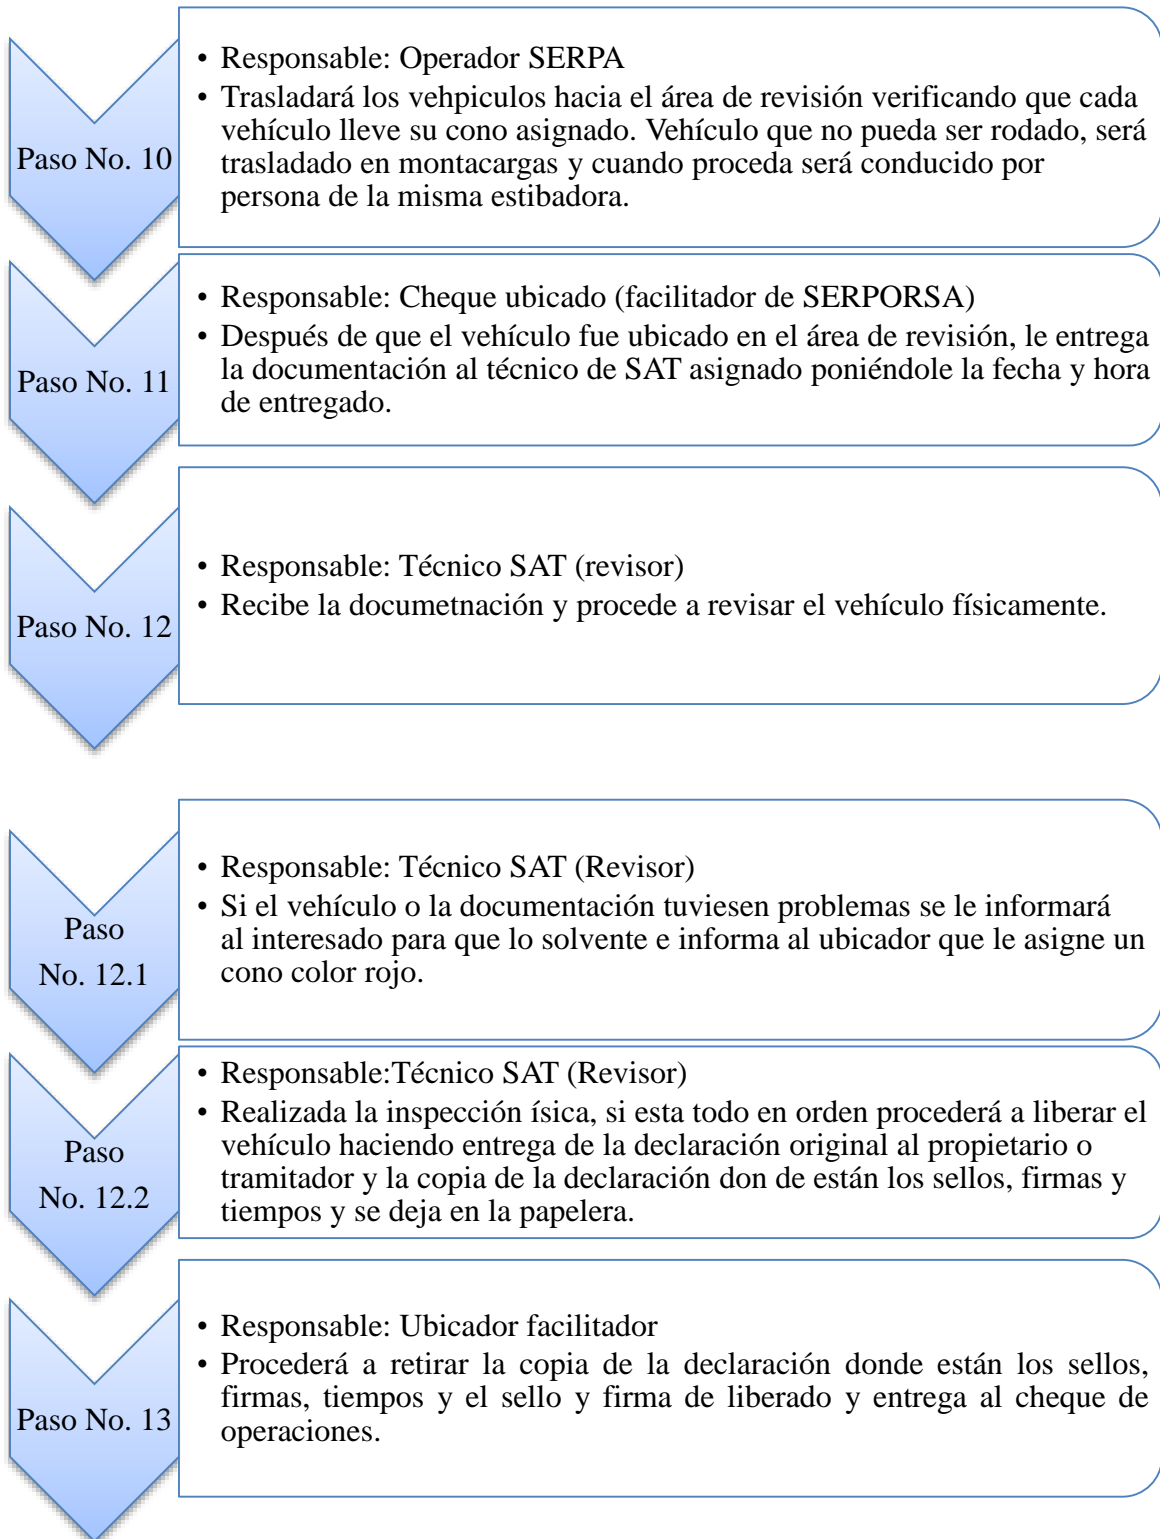 Paso No. 10
• Responsable: Operador SERPA
• Trasladará los vehpiculos hacia el área de revisión verificando que cada
vehículo lleve su cono asignado. Vehículo que no pueda ser rodado, será
trasladado en montacargas y cuando proceda será conducido por
persona de la misma estibadora.
Paso No. 11
• Responsable: Cheque ubicado (facilitador de SERPORSA)
• Después de que el vehículo fue ubicado en el área de revisión, le entrega
la documentación al técnico de SAT asignado poniéndole la fecha y hora
de entregado.
Paso No. 12
• Responsable: Técnico SAT (revisor)
• Recibe la documetnación y procede a revisar el vehículo físicamente.
Paso
No. 12.1
• Responsable: Técnico SAT (Revisor)
• Si el vehículo o la documentación tuviesen problemas se le informará
al interesado para que lo solvente e informa al ubicador que le asigne un
cono color rojo.
Paso
No. 12.2
• Responsable:Técnico SAT (Revisor)
• Realizada la inspección ísica, si esta todo en orden procederá a liberar el
vehículo haciendo entrega de la declaración original al propietario o
tramitador y la copia de la declaración don de están los sellos, firmas y
tiempos y se deja en la papelera.
Paso No. 13
• Responsable: Ubicador facilitador
• Procederá a retirar la copia de la declaración donde están los sellos,
firmas, tiempos y el sello y firma de liberado y entrega al cheque de
operaciones.